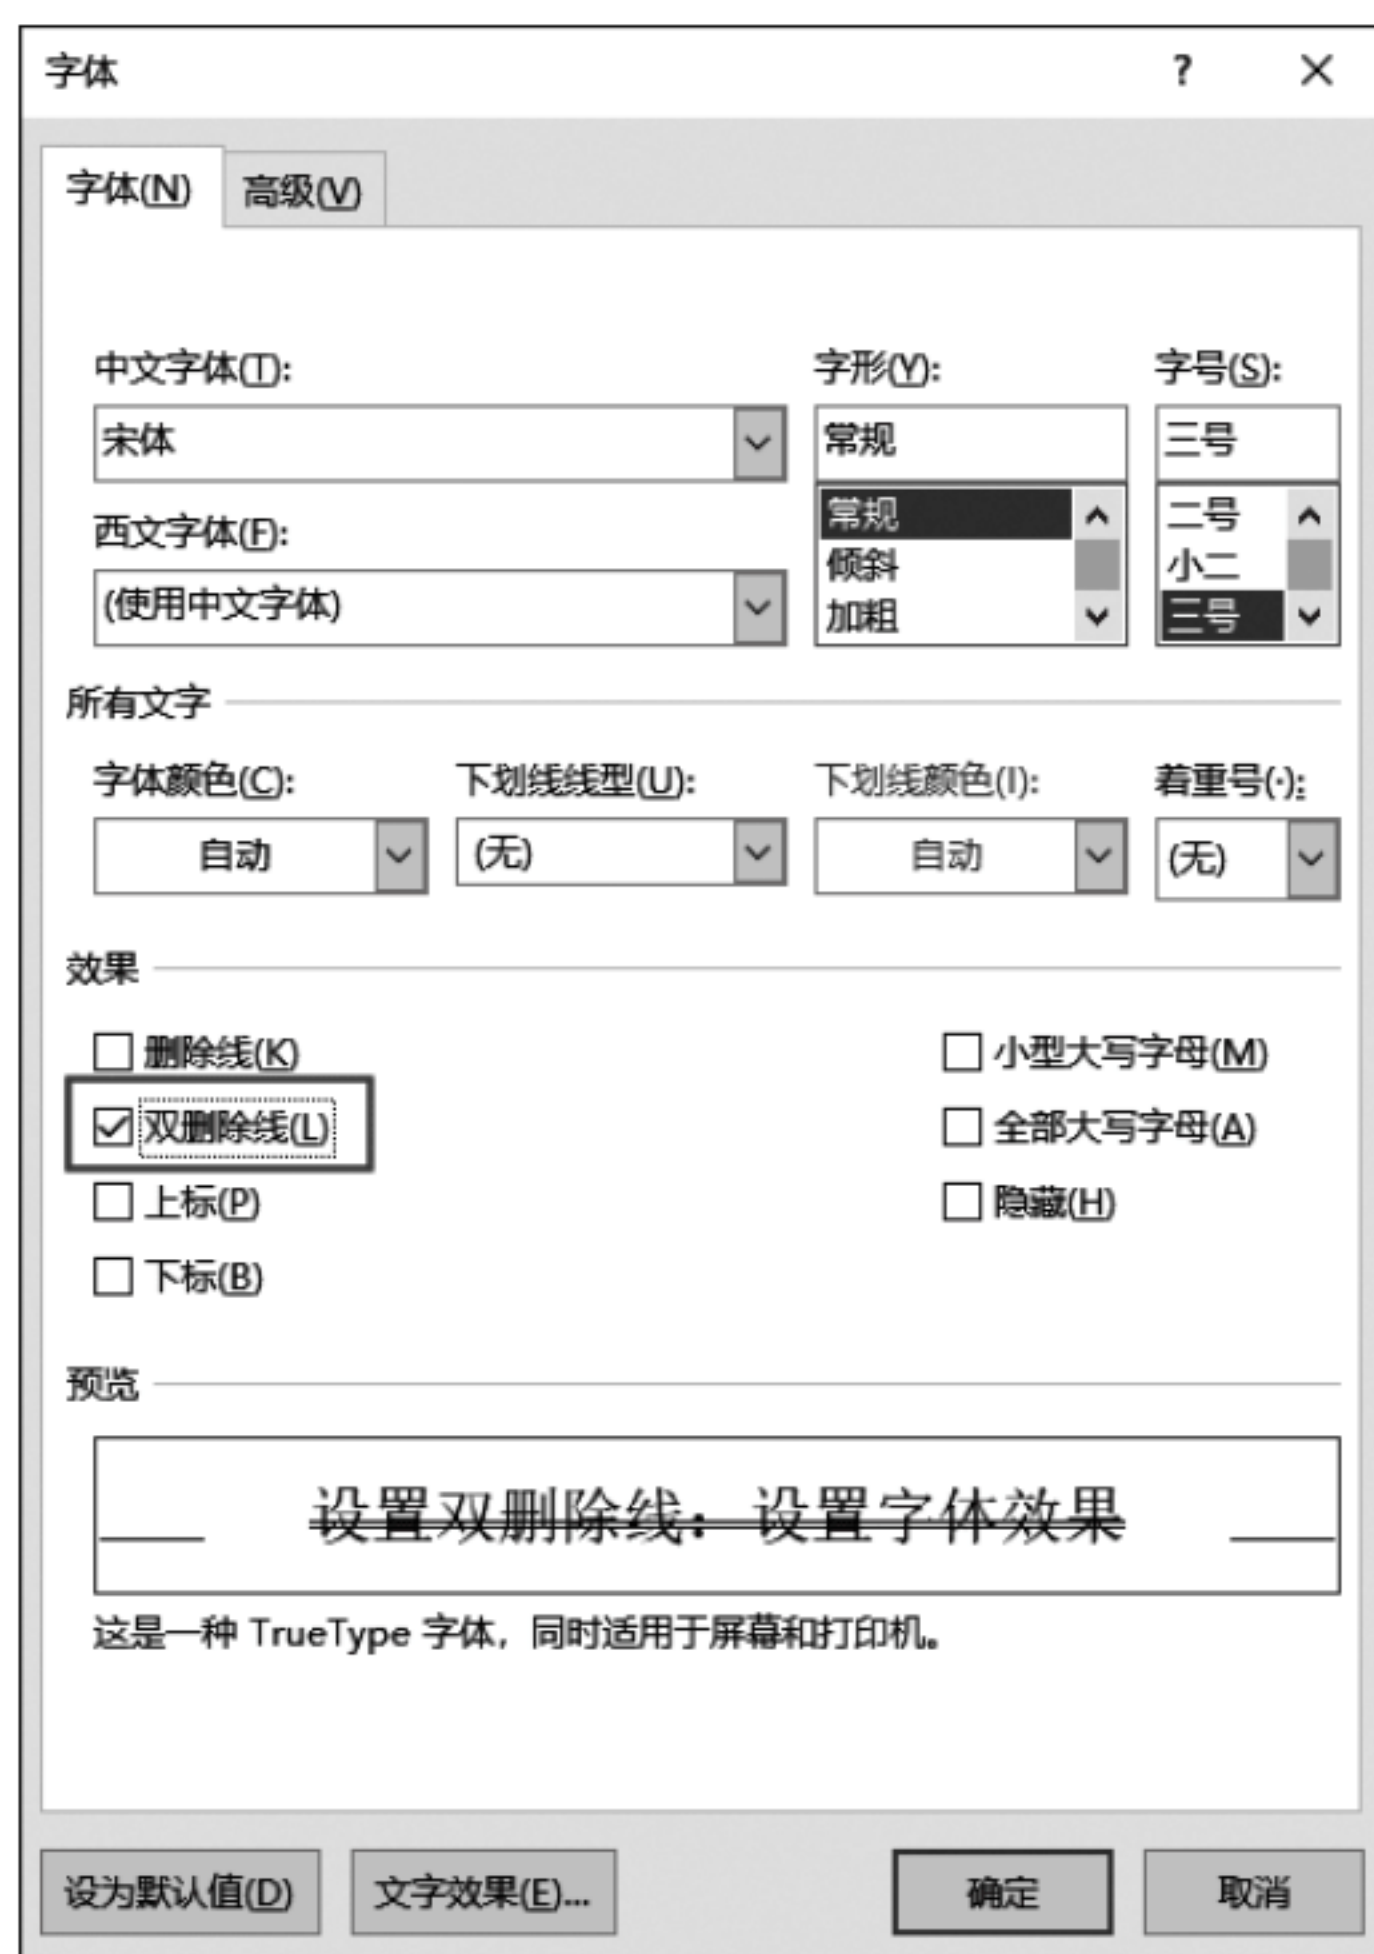 字体 ? ×
字体(N) 高级(V)
中文字体(T): 字形(Y): 字号(S):
宋体 常规 三号
常规 二号
西文字体(F): 倾斜 小二
(使用中文字体) 加粗 三号
所有文字
字体颜色(C): 下划线线型(U): 下划线颜色(I): 着重号(·):
自动 (无) 自动 (无)
效果
删除线(K) 小型大写字母(M)
双删除线(L) 全部大写字母(A)
上标(P) 隐藏(H)
下标(B)
预览
设置双删除线：设置字体效果
这是一种 TrueType 字体，同时适用于屏幕和打印机。
设为默认值(D) 文字效果(E)... 确定 取消